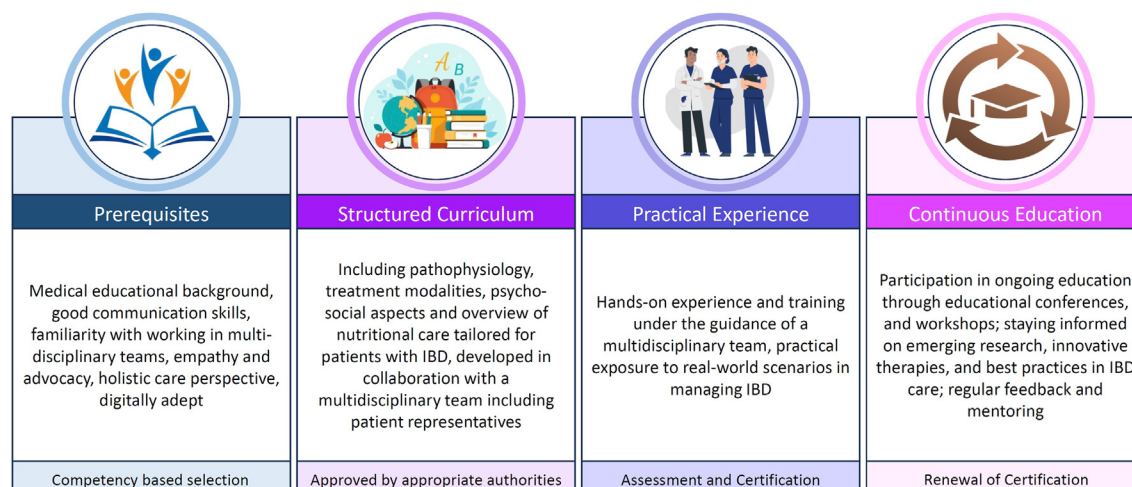 A
B
Prerequisites
Medical educational background,
good communication skills,
familiarity with working in multi-
disciplinary teams, empathy and
advocacy, holistic care perspective,
digitally adept
Competency based selection
Structured Curriculum
Including pathophysiology,
treatment modalities, psycho-
social aspects and overview of
nutritional care tailored for
patients with IBD, developed in
collaboration with a
multidisciplinary team including
patient representatives
Approved by appropriate authorities
Practical Experience
Hands-on experience and training
under the guidance of a
multidisciplinary team, practical
exposure to real-world scenarios in
managing IBD
Assessment and Certification
Continuous Education
Participation in ongoing education
through educational conferences,
and workshops; staying informed
on emerging research, innovative
therapies, and best practices in IBD
care; regular feedback and
mentoring
Renewal of Certification